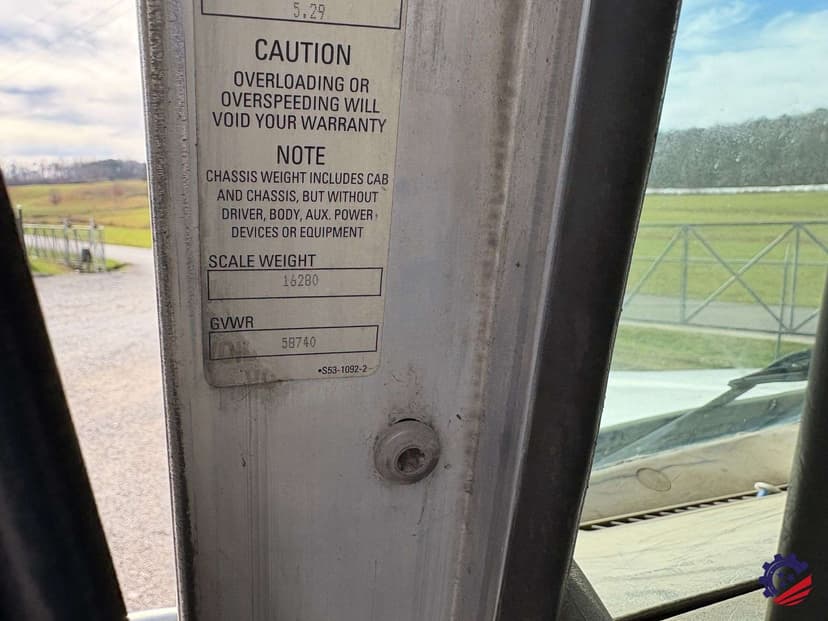 5.29
CAUTION
OVERLOADING OR
OVERSPEEDING WILL
VOID YOUR WARRANTY
NOTE
CHASSIS WEIGHT INCLUDES CAB
AND CHASSIS, BUT WITHOUT
DRIVER, BODY, AUX. POWER
DEVICES OR EQUIPMENT
SCALE WEIGHT
16280
GVWR
58740
•S53-1092-2